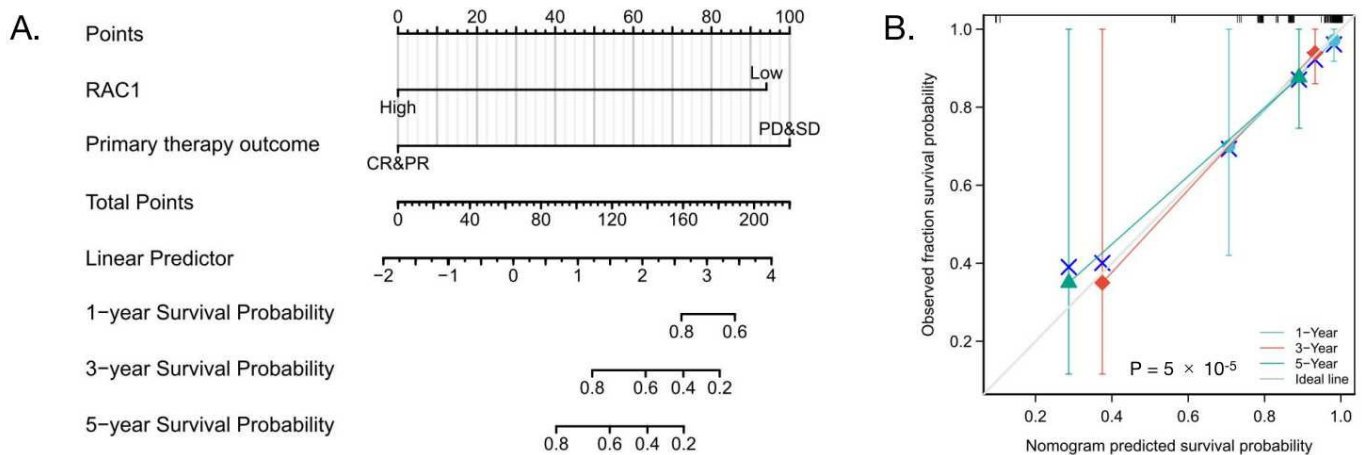 A.
Points
0 20 40 60 80 100
RAC1
High
Low
Primary therapy outcome
CR&PR
PD&SD
Total Points
0 40 80 120 160 200
Linear Predictor
−2 −1 0 1 2 3 4
1−year Survival Probability
0.8 0.6
3−year Survival Probability
0.8 0.6 0.4 0.2
5−year Survival Probability
0.8 0.6 0.4 0.2
B.
Observed fraction survival probability
1.0
0.8
0.6
0.4
0.2
1−Year
3−Year
5−Year
Ideal line
P = 5 × 10-5
0.2 0.4 0.6 0.8 1.0
Nomogram predicted survival probability